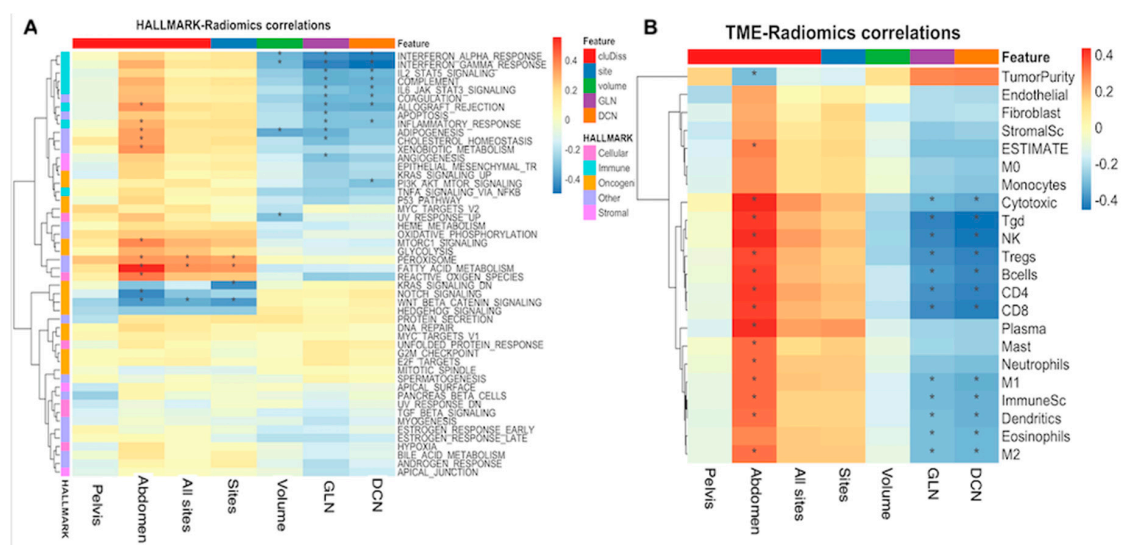 A
HALLMARK-Radiomics correlations
Feature
INTERFERON_ALPHA_RESPONSE
INTERFERON_GAMMA_RESPONSE
IL2_STAT5_SIGNALING
COMPLEMENT
IL6_JAK_STAT3_SIGNALING
COAGULATION
ALLOGRAFT_REJECTION
APOPTOSIS
INFLAMMATORY_RESPONSE
ADIPOGENESIS
CHOLESTEROL_HOMEOSTASIS
XENOBIOTIC_METABOLISM
ANGIOGENESIS
EPITHELIAL_MESENCHYMAL_TR
KRAS_SIGNALING_UP
PI3K_AKT_MTOR_SIGNALING
TNFA_SIGNALING_VIA_NFKB
P53_PATHWAY
MYC_TARGETS_V2
UV_RESPONSE_UP
HEME_METABOLISM
OXIDATIVE_PHOSPHORYLATION
MTORC1_SIGNALING
GLYCOLYSIS
PEROXISOME
FATTY_ACID_METABOLISM
REACTIVE_OXIGEN_SPECIES
KRAS_SIGNALING_DN
NOTCH_SIGNALING
WNT_BETA_CATENIN_SIGNALING
HEDGEHOG_SIGNALING
PROTEIN_SECRETION
DNA_REPAIR
MYC_TARGETS_V1
UNFOLDED_PROTEIN_RESPONSE
G2M_CHECKPOINT
E2F_TARGETS
MITOTIC_SPINDLE
SPERMATOGENESIS
APICAL_SURFACE
PANCREAS_BETA_CELLS
UV_RESPONSE_DN
TGF_BETA_SIGNALING
MYOGENESIS
ESTROGEN_RESPONSE_EARLY
ESTROGEN_RESPONSE_LATE
HYPOXIA
BILE_ACID_METABOLISM
ANDROGEN_RESPONSE
APICAL_JUNCTION
HALLMARK
Pelvis
Abdomen
All sites
Sites
Volume
GLN
DCN
0.4
0.2
0
-0.2
-0.4
Feature
cluDiss
site
volume
GLN
DCN
HALLMARK
Cellular
Immune
Oncogen
Other
Stromal
B
TME-Radiomics correlations
Feature
TumorPurity
Endothelial
Fibroblast
StromalSc
ESTIMATE
M0
Monocytes
Cytotoxic
Tgd
NK
Tregs
Bcells
CD4
CD8
Plasma
Mast
Neutrophils
M1
ImmuneSc
Dendritics
Eosinophils
M2
Pelvis
Abdomen
All sites
Sites
Volume
GLN
DCN
0.4
0.2
0
-0.2
-0.4